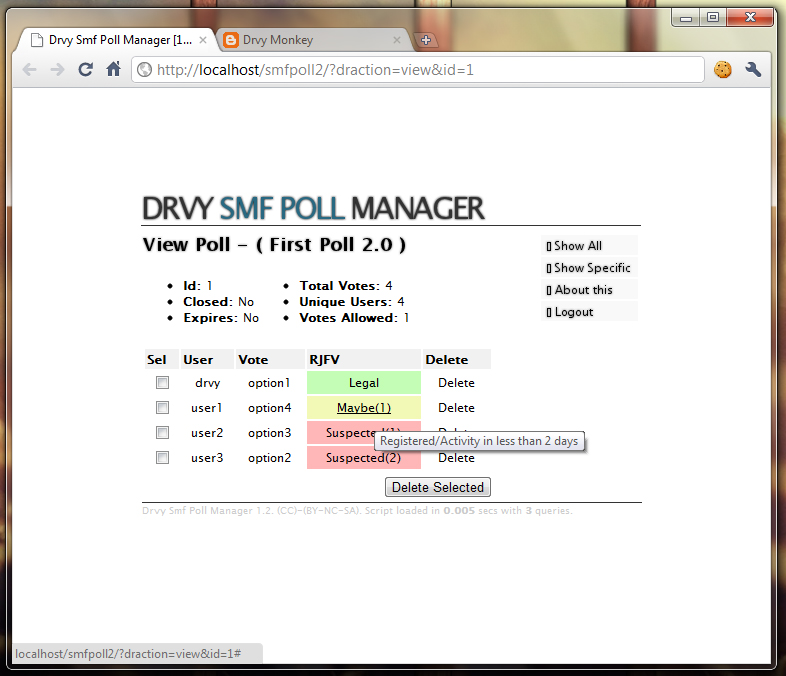 Drvy Smf Poll Manager [1...
Drvy Monkey
http://localhost/smfpoll2/?draction=view&id=1
DRVY SMF POLL MANAGER
View Poll - ( First Poll 2.0 )
Show All
Show Specific
About this
Logout
Id: 1
Closed: No
Expires: No
Total Votes: 4
Unique Users: 4
Votes Allowed: 1
Sel User Vote RJFV Delete
drvy option1 Legal Delete
user1 option4 Maybe(1) Delete
user2 option3 Suspected(1)
Registered/Activity in less than 2 days
user3 option2 Suspected(2) Delete
Delete Selected
Drvy Smf Poll Manager 1.2. (CC)-(BY-NC-SA). Script loaded in 0.005 secs with 3 queries.
localhost/smfpoll2/?draction=view&id=1#